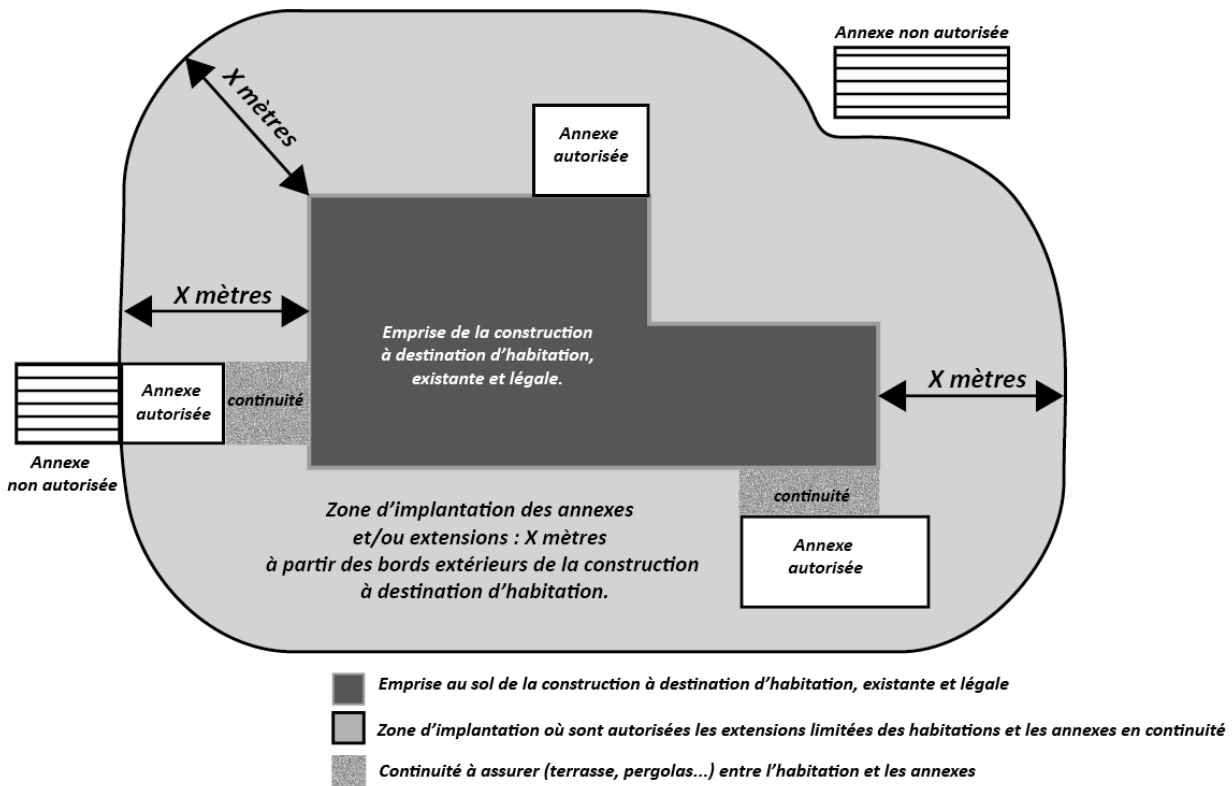 Annexe non autorisée
X mètres
Annexe
autorisée
X mètres
Emprise de la construction
à destination d’habitation,
existante et légale.
X mètres
Annexe
autorisée
continuité
Annexe
non autorisée
continuité
Zone d’implantation des annexes
et/ou extensions : X mètres
à partir des bords extérieurs de la construction
à destination d’habitation.
Annexe
autorisée
Emprise au sol de la construction à destination d’habitation, existante et légale
Zone d’implantation où sont autorisées les extensions limitées des habitations et les annexes en continuité
Continuité à assurer (terrasse, pergolas...) entre l’habitation et les annexes